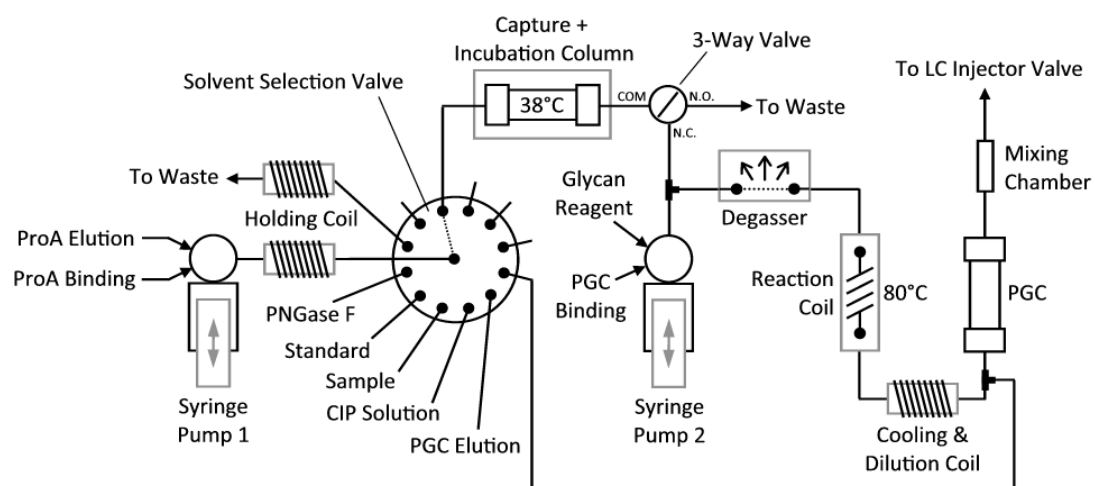 Capture +
Incubation Column
3-Way Valve
Solvent Selection Valve
To LC Injector Valve
38°C
COM
N.O.
To Waste
N.C.
To Waste
Holding Coil
Glycan
Reagent
Degasser
Mixing
Chamber
ProA Elution
ProA Binding
PNGase F
Standard
Sample
CIP Solution
PGC Elution
PGC
Binding
Reaction
Coil
80°C
PGC
Syringe
Pump 1
Syringe
Pump 2
Cooling &
Dilution Coil